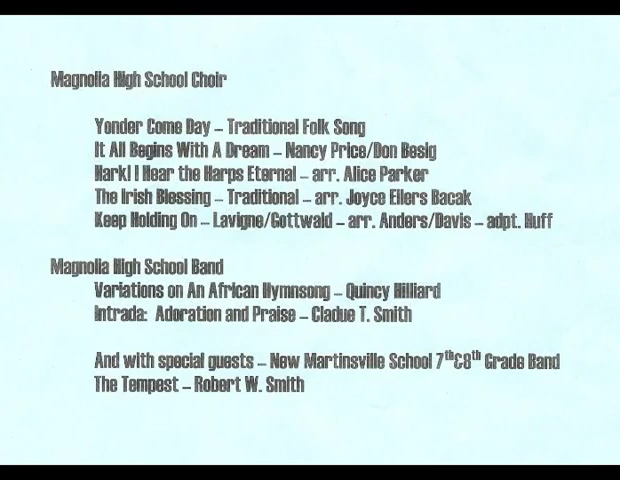 Magnolia High School Choir
Yonder Come Day – Traditional Folk Song
It All Begins With A Dream – Nancy Price/Don Besig
Hark! I Hear the Harps Eternal – arr. Alice Parker
The Irish Blessing – Traditional – arr. Joyce Eilers Bacak
Keep Holding On – Lavigne/Gottwald – arr. Anders/Davis – adpt. Huff
Magnolia High School Band
Variations on An African Hymnsong – Quincy Hilliard
Intrada: Adoration and Praise – Cladue T. Smith
And with special guests – New Martinsville School 7th&8th Grade Band
The Tempest – Robert W. Smith